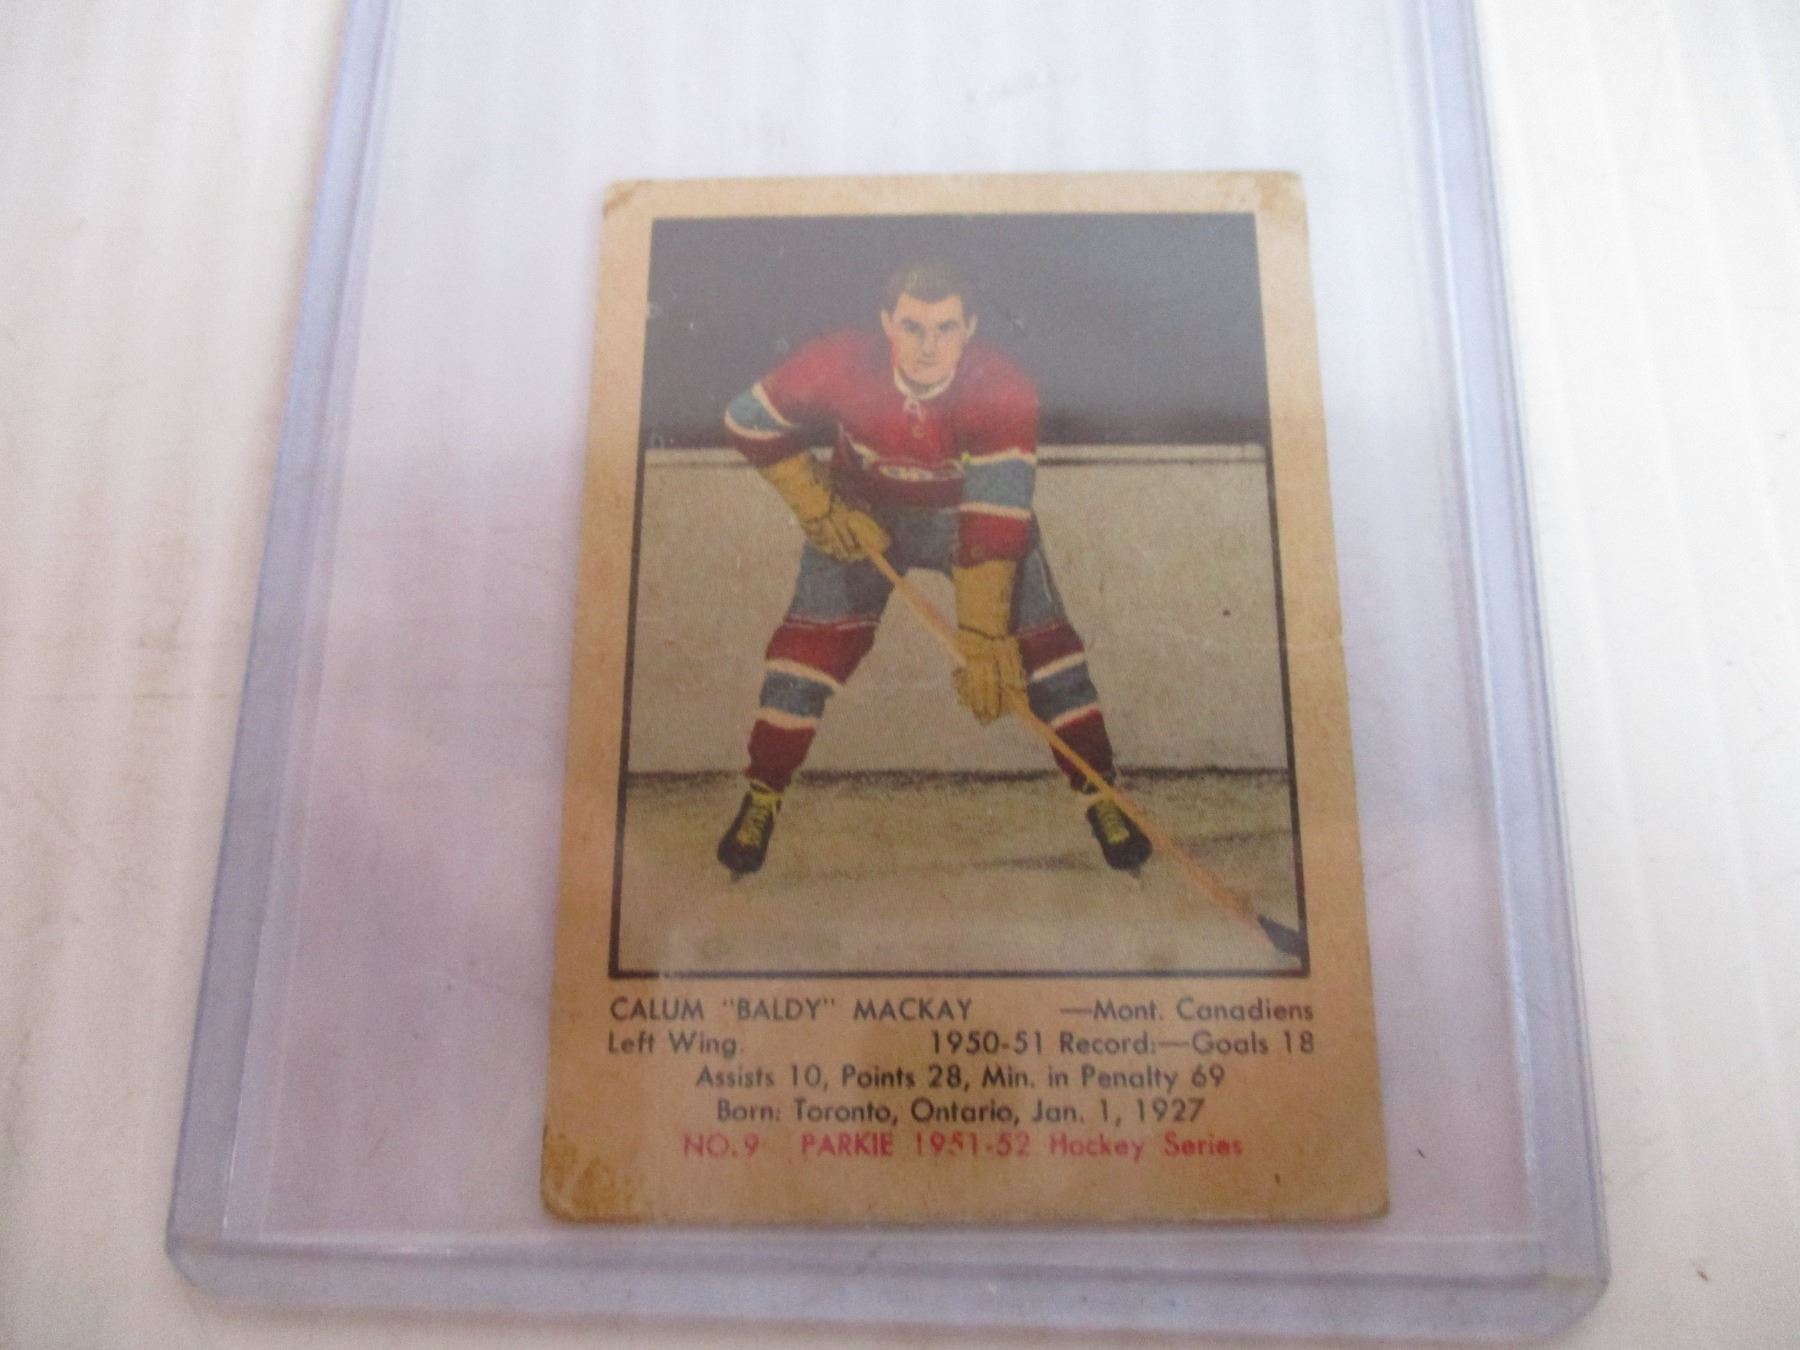 CALUM "BALDY" MACKAY —Mont. Canadiens
Left Wing. 1950-51 Record:—Goals 18
Assists 10, Points 28, Min. in Penalty 69
Born: Toronto, Ontario, Jan. 1, 1927
NO.9 PARKIE 1951-52 Hockey Series